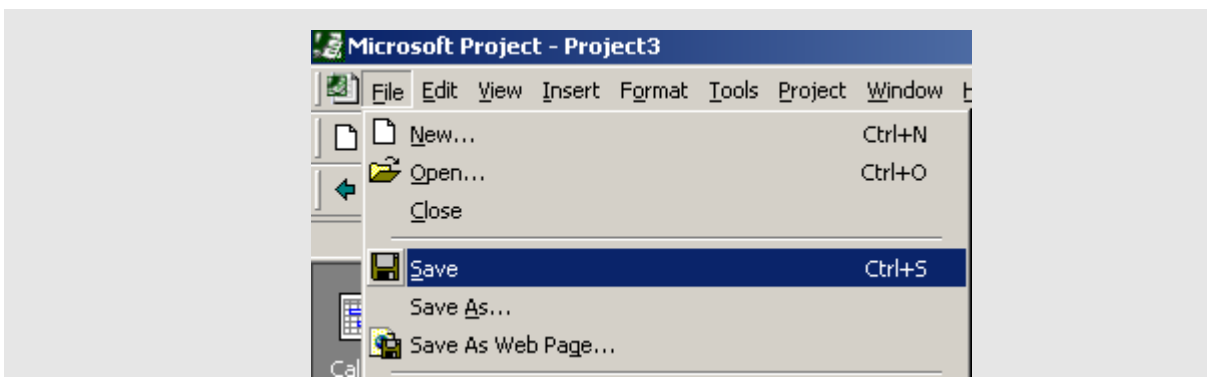 Microsoft Project - Project3
File Edit View Insert Format Tools Project Window
New... Ctrl+N
Open... Ctrl+O
Close
Save Ctrl+S
Save As...
Save As Web Page...
Cal